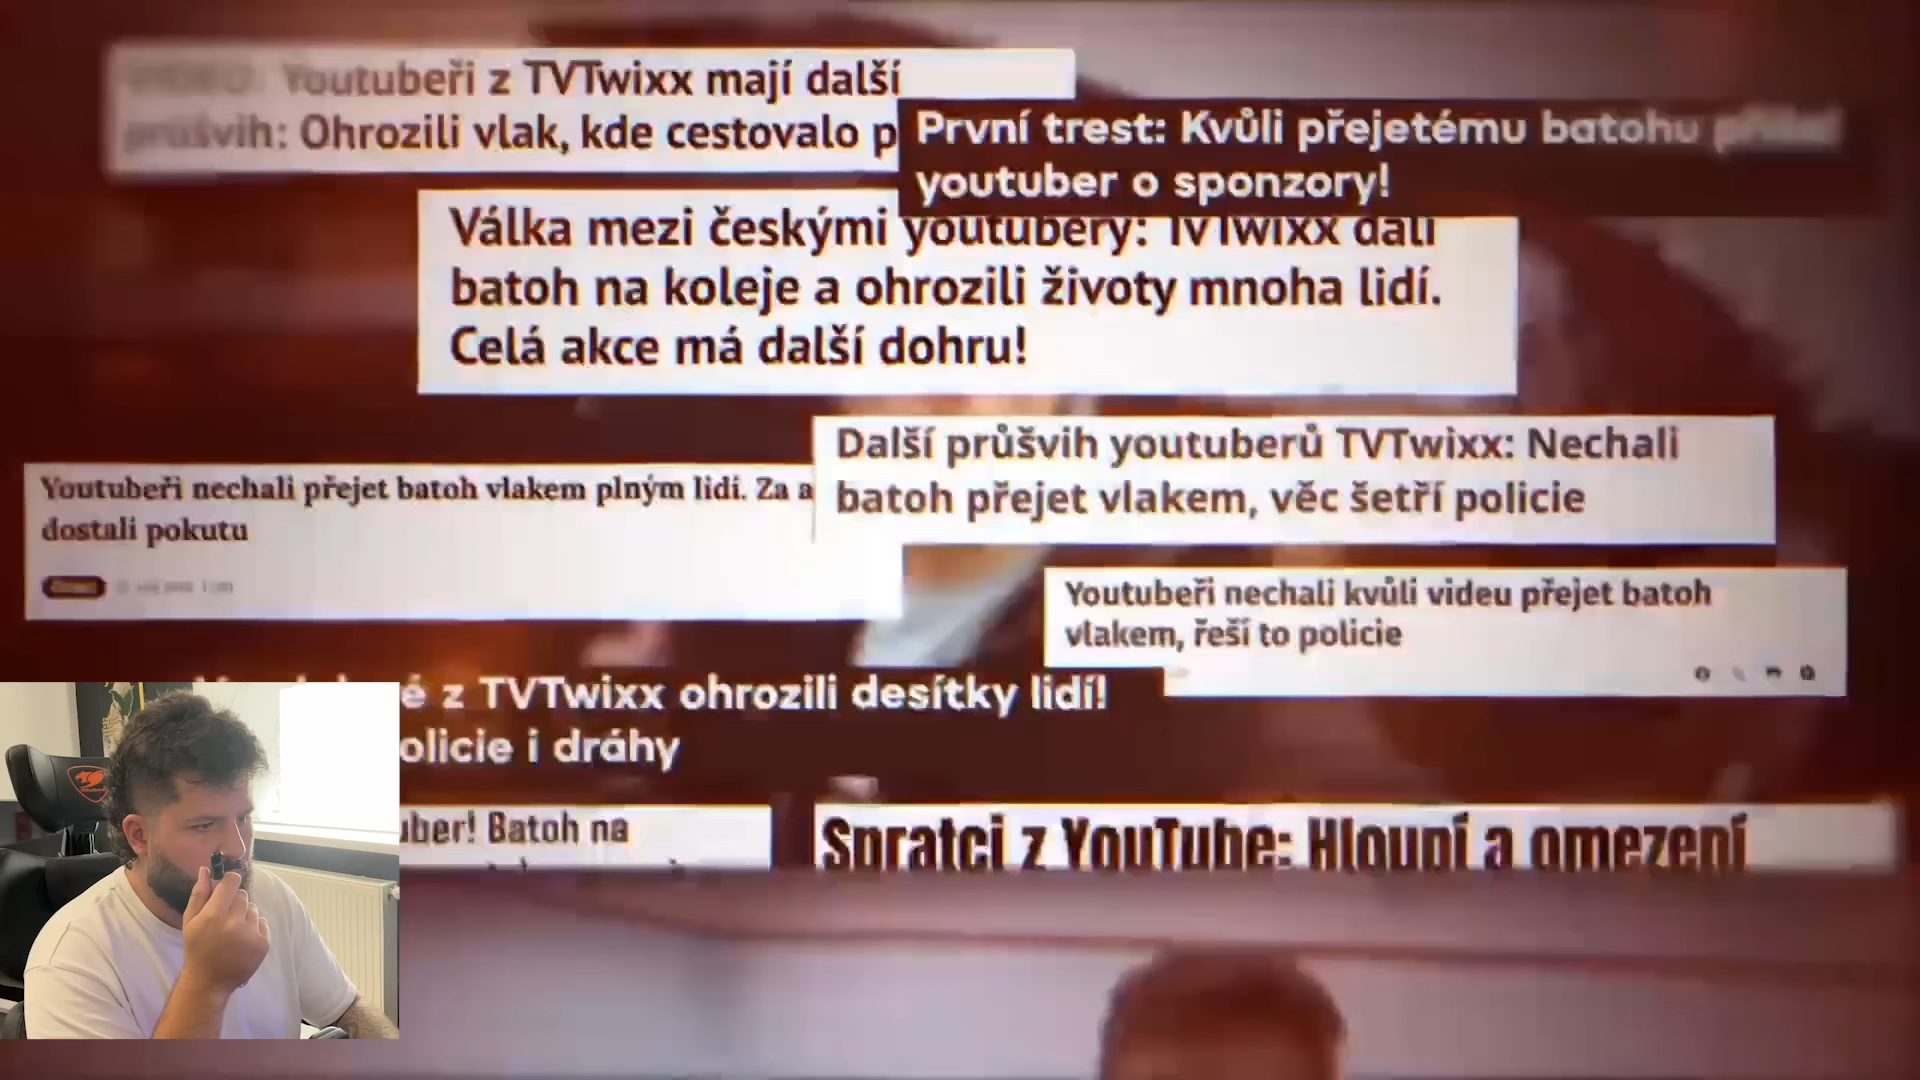 VIDEO: Youtubeři z TVTwixx mají další
průšvih: Ohrozili vlak, kde cestovalo p
První trest: Kvůli přejetému batohu přišel
youtuber o sponzory!
Válka mezi českými youtubery: TVTwixx dali
batoh na koleje a ohrozili životy mnoha lidí.
Celá akce má další dohru!
Další průšvih youtuberů TVTwixx: Nechali
batoh přejet vlakem, věc šetří policie
Youtubeři nechali přejet batoh vlakem plným lidí. Za a
dostali pokutu
Youtubeři nechali kvůli videu přejet batoh
vlakem, řeší to policie
é z TVTwixx ohrozili desítky lidí!
olicie i dráhy
uber! Batoh na
Spratci z YouTube: Hloupí a omezení